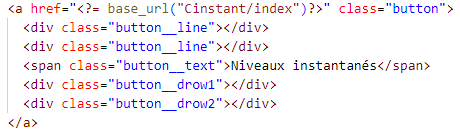 <a href="<?= base_url("Cinstant/index")?>" class="button">
<div class="button__line"></div>
<div class="button__line"></div>
<span class="button__text">Niveaux instantanés</span>
<div class="button__drow1"></div>
<div class="button__drow2"></div>
</a>